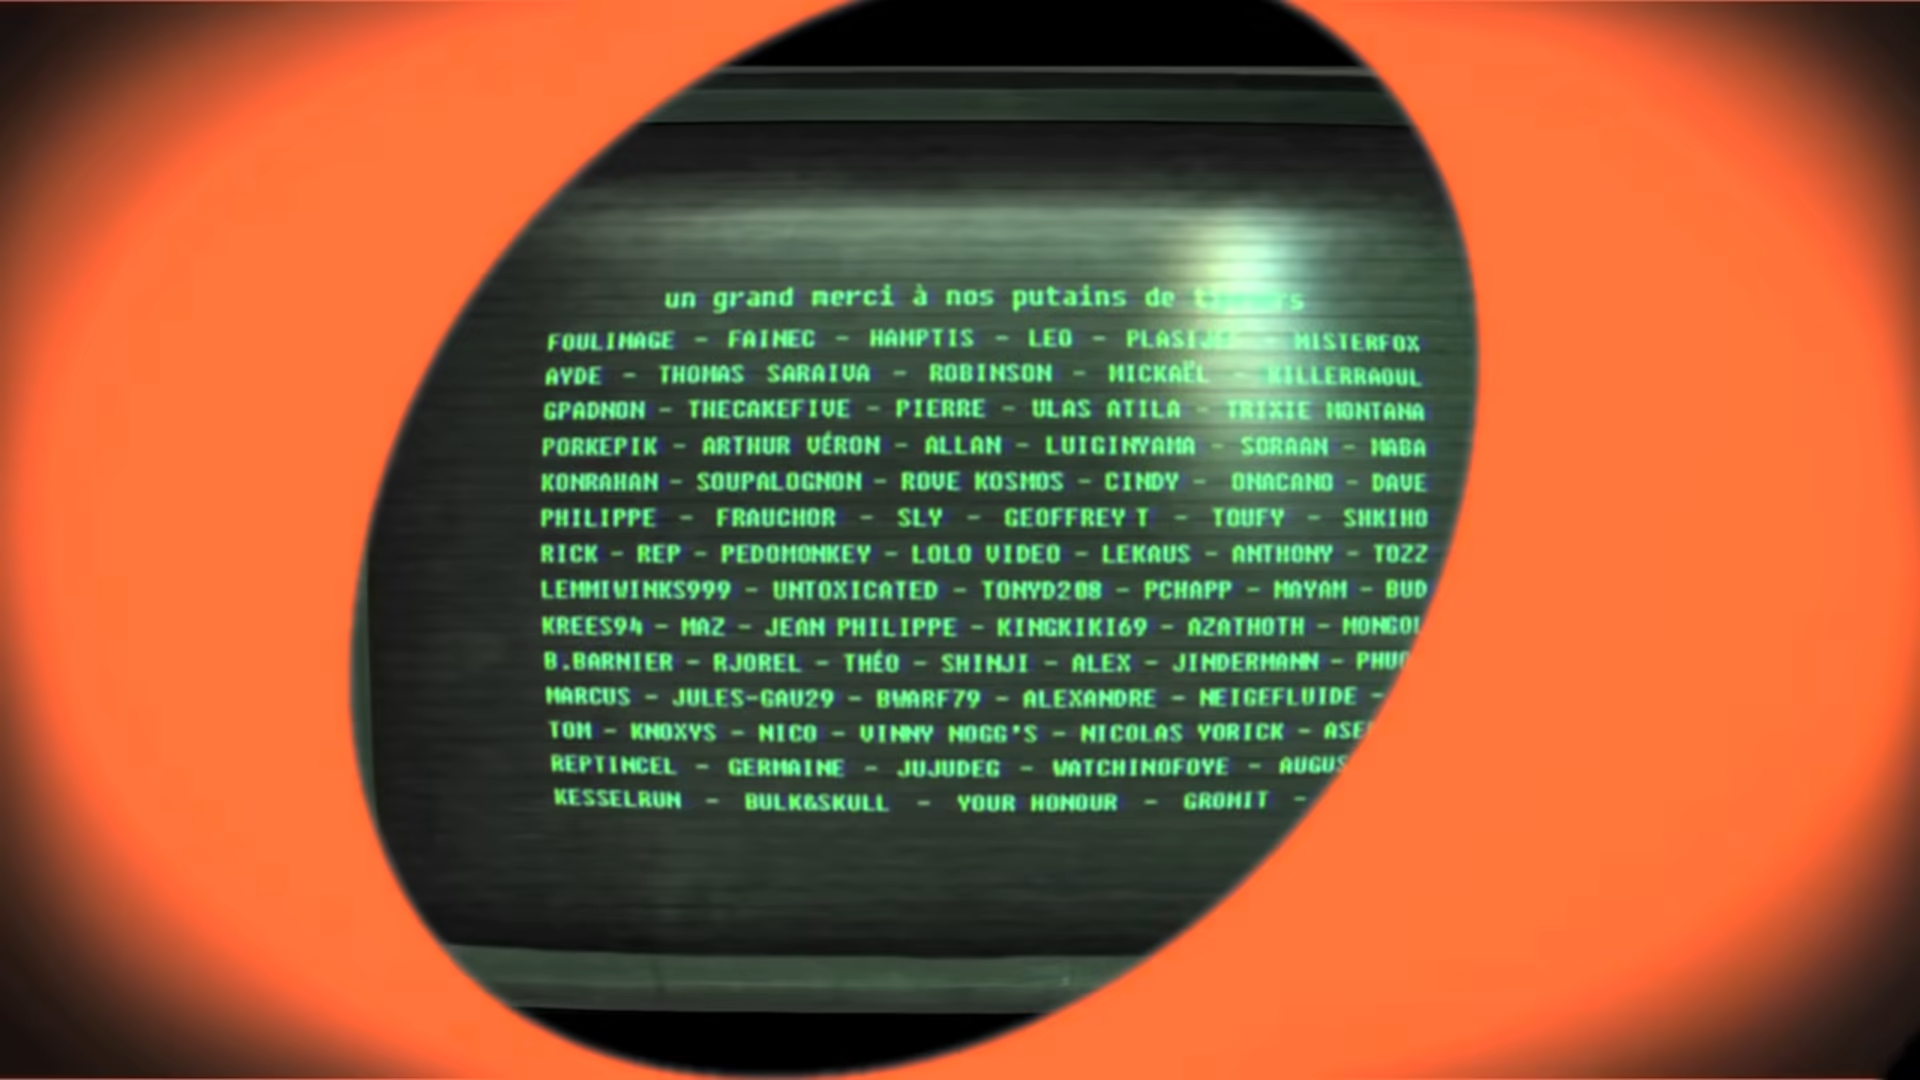 un grand merci à nos putains de
FOULIMAGE - FAINEC - HAMPTIS - LEO - - MISTERFOX
AYDE - THOMAS SARAIVA - ROBINSON - MICKAËL - KILLERRAOUL
GPADNON - THECAKEFIVE - PIERRE - ULAS ATILA - TRIXIE MONTANA
PORKEPIK - ARTHUR VÉRON - ALLAN - LUIGINYAMA - SORAAN - MABA
KONRAHAN - SOUPALOGNON - ROVE KOSMOS - CINDY - ONACANO - DAVE
PHILIPPE - FRAUCHOR - SLY - GEOFFREY T - TOUFY - SHKIHO
RICK - REP - PEDOMONKEY - LOLO VIDEO - LEKAUS - ANTHONY - TOZZ
LEMMIWINKS999 - UNTOXICATED - TONYD208 - PCHAPP - MAYAM - BUD
KREES94 - MAZ - JEAN PHILIPPE - KINGKIKI69 - AZATHOTH -
B.BARNIER - RJOREL - THÉO - SHINJI - ALEX - JINDERMANN -
MARCUS - JULES-GAU29 - BWARF79 - ALEXANDRE - NEIGEFLUIDE -
TOM - KNOXYS - NICO - VINNY NOGG'S - NICOLAS YORICK -
REPTINCEL - GERMAINE - JUJUDEG - WATCHINOFOYE -
KESSELRUN - BULK&SKULL - YOUR HONOUR - GROMIT -